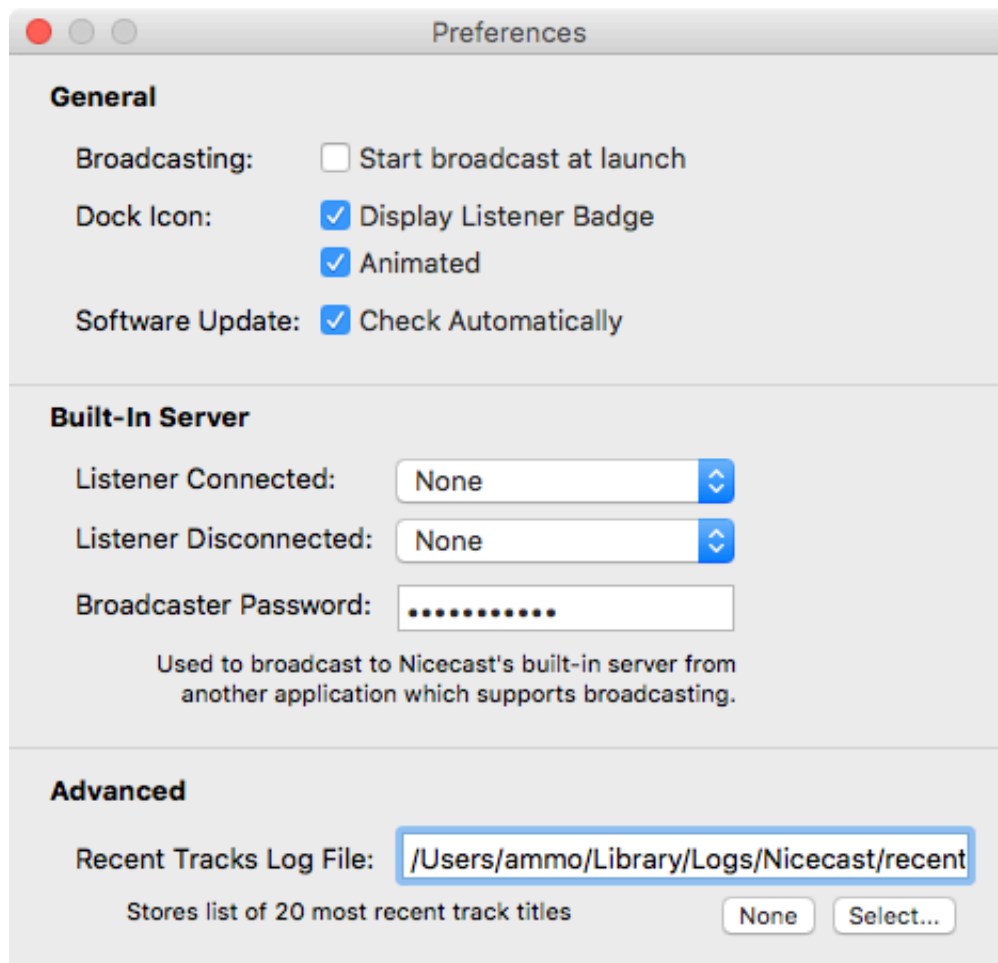 Preferences
General
Broadcasting: Start broadcast at launch
Dock Icon: Display Listener Badge
Animated
Software Update: Check Automatically
Built-In Server
Listener Connected: None
Listener Disconnected: None
Broadcaster Password: •••••••••••
Used to broadcast to Nicecast's built-in server from
another application which supports broadcasting.
Advanced
Recent Tracks Log File: /Users/ammo/Library/Logs/Nicecast/recent
Stores list of 20 most recent track titles None Select...